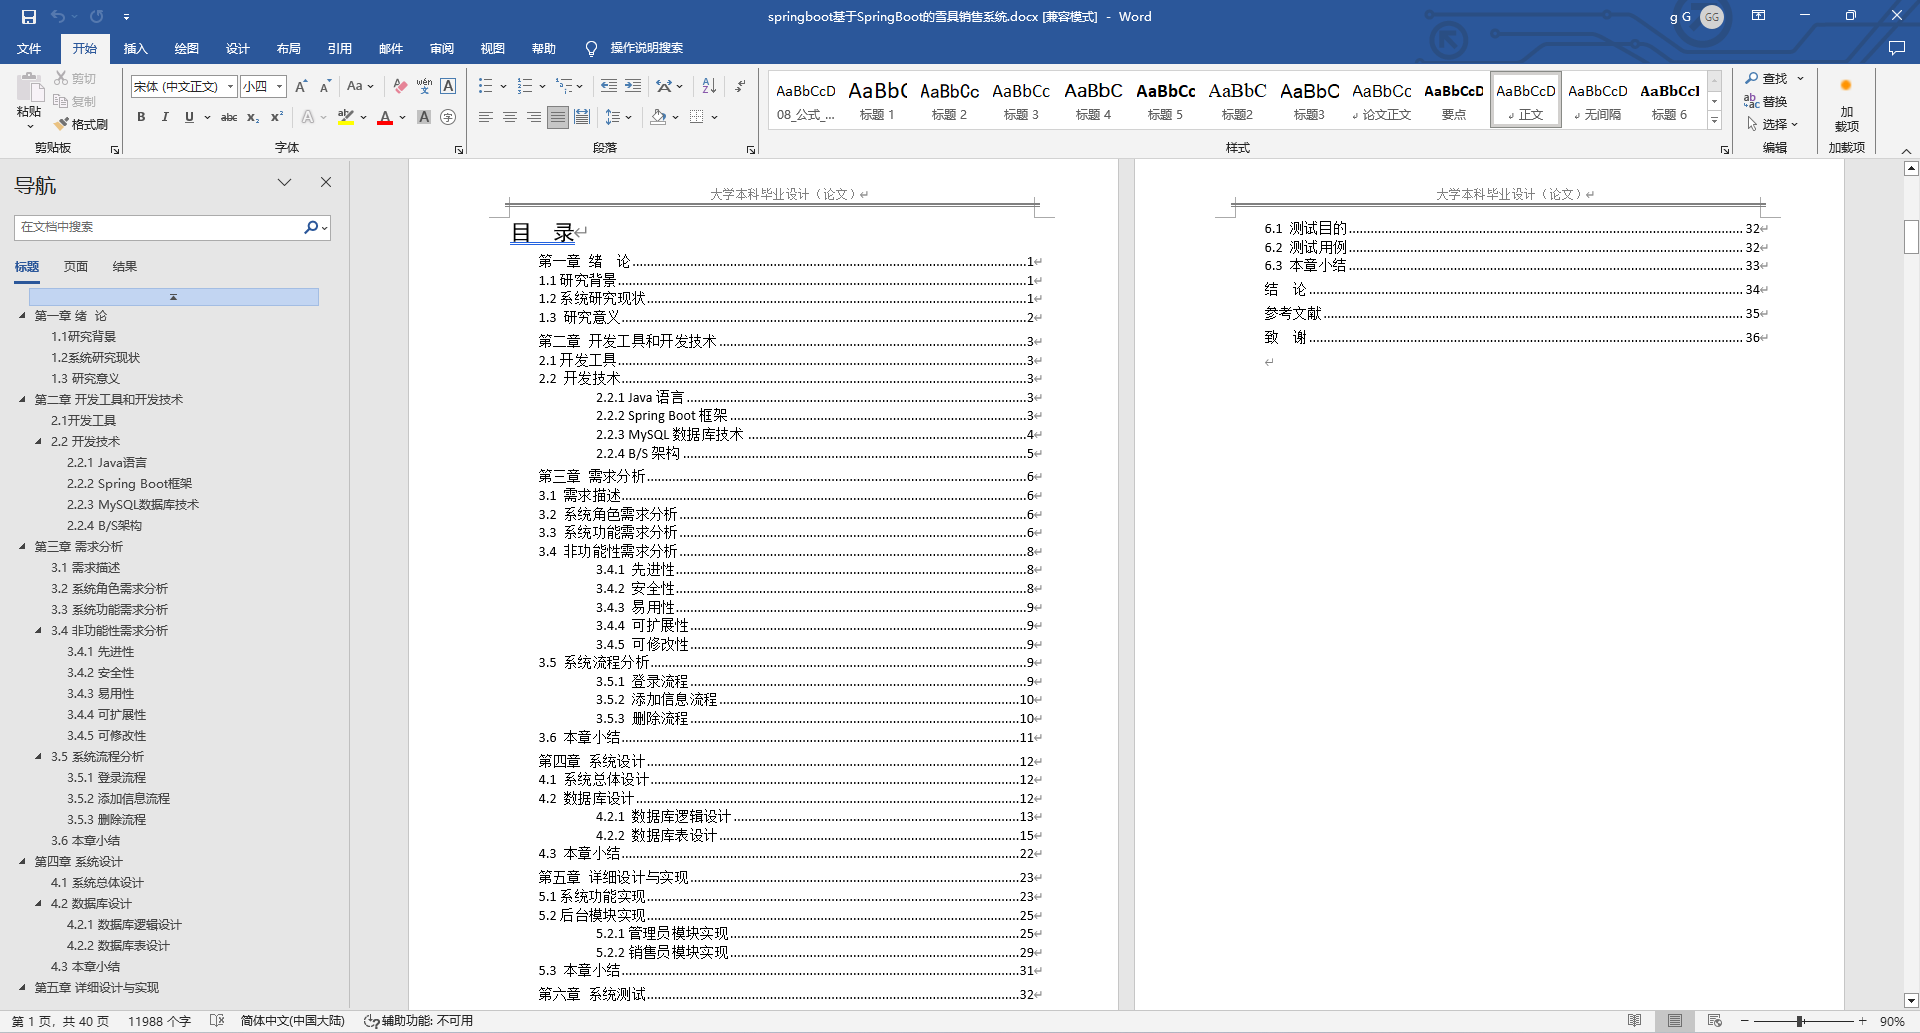 springboot基于SpringBoot的雪具销售系统.docx [兼容模式] - Word
g G
GG
文件 开始 插入 绘图 设计 布局 引用 邮件 审阅 视图 帮助 操作说明搜索
粘贴
剪切
复制
格式刷
剪贴板
宋体 (中文正文) 小四
字体
段落
AaBbCcD 08_公式_...
AaBbC 标题 1
AaBbCc 标题 2
AaBbCc 标题 3
AaBbC 标题 4
AaBbCc 标题 5
AaBbC 标题2
AaBbC 标题3
AaBbCc 论文正文
AaBbCcD 要点
AaBbCcD 正文
AaBbCcD 无间隔
AaBbCcI 标题 6
样式
查找
替换
选择
编辑
加载项
加载项
导航
在文档中搜索
标题 页面 结果
第一章 绪 论
1.1研究背景
1.2系统研究现状
1.3 研究意义
第二章 开发工具和开发技术
2.1开发工具
2.2 开发技术
2.2.1 Java语言
2.2.2 Spring Boot框架
2.2.3 MySQL数据库技术
2.2.4 B/S架构
第三章 需求分析
3.1 需求描述
3.2 系统角色需求分析
3.3 系统功能需求分析
3.4 非功能性需求分析
3.4.1 先进性
3.4.2 安全性
3.4.3 易用性
3.4.4 可扩展性
3.4.5 可修改性
3.5 系统流程分析
3.5.1 登录流程
3.5.2 添加信息流程
3.5.3 删除流程
3.6 本章小结
第四章 系统设计
4.1 系统总体设计
4.2 数据库设计
4.2.1 数据库逻辑设计
4.2.2 数据库表设计
4.3 本章小结
第五章 详细设计与实现
大学本科毕业设计（论文）
目 录
第一章 绪 论 1
1.1 研究背景 1
1.2 系统研究现状 1
1.3 研究意义 2
第二章 开发工具和开发技术 3
2.1 开发工具 3
2.2 开发技术 3
2.2.1 Java 语言 3
2.2.2 Spring Boot 框架 3
2.2.3 MySQL 数据库技术 4
2.2.4 B/S 架构 5
第三章 需求分析 6
3.1 需求描述 6
3.2 系统角色需求分析 6
3.3 系统功能需求分析 6
3.4 非功能性需求分析 8
3.4.1 先进性 8
3.4.2 安全性 8
3.4.3 易用性 9
3.4.4 可扩展性 9
3.4.5 可修改性 9
3.5 系统流程分析 9
3.5.1 登录流程 9
3.5.2 添加信息流程 10
3.5.3 删除流程 10
3.6 本章小结 11
第四章 系统设计 12
4.1 系统总体设计 12
4.2 数据库设计 12
4.2.1 数据库逻辑设计 13
4.2.2 数据库表设计 15
4.3 本章小结 22
第五章 详细设计与实现 23
5.1 系统功能实现 23
5.2 后台模块实现 25
5.2.1 管理员模块实现 25
5.2.2 销售员模块实现 29
5.3 本章小结 31
第六章 系统测试 32
大学本科毕业设计（论文）
6.1 测试目的 32
6.2 测试用例 32
6.3 本章小结 33
结 论 34
参考文献 35
致 谢 36
第 1 页，共 40 页 11988 个字 简体中文(中国大陆) 辅助功能: 不可用 90%